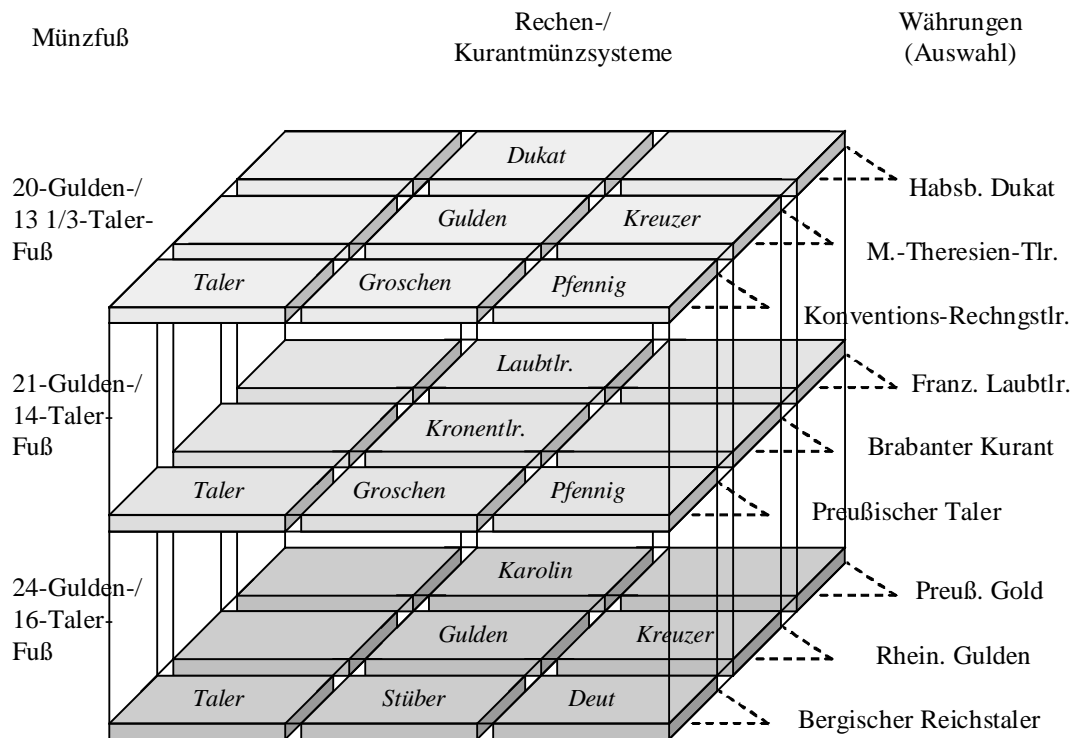 Münzfuß
Rechen-/
Kurantmünzsysteme
Währungen
(Auswahl)
20-Gulden-/
13 1/3-Taler-
Fuß
Dukat
Habsb. Dukat
Gulden Kreuzer
M.-Theresien-Tlr.
Taler Groschen Pfennig
Konventions-Rechngstlr.
21-Gulden-/
14-Taler-
Fuß
Laubtlr.
Franz. Laubtlr.
Kronentlr.
Brabanter Kurant
Taler Groschen Pfennig
Preußischer Taler
24-Gulden-/
16-Taler-
Fuß
Karolin
Preuß. Gold
Gulden Kreuzer
Rhein. Gulden
Taler Stüber Deut
Bergischer Reichstaler